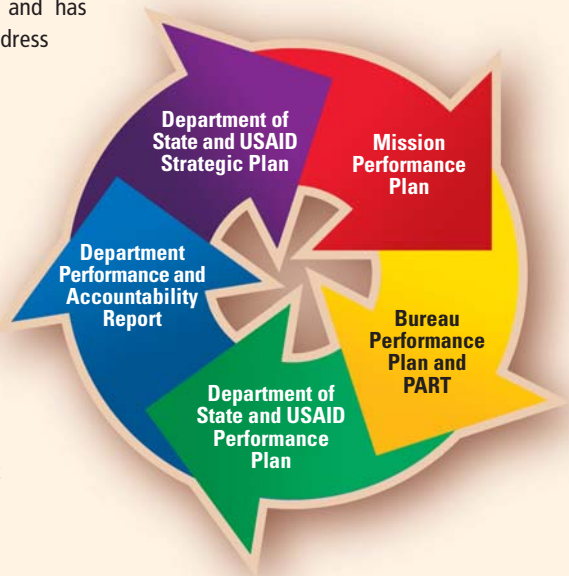 and has
dress
Department of
State and USAID
Strategic Plan
Mission
Performance
Plan
Bureau
Performance
Plan and
PART
Department of
State and USAID
Performance
Plan
Department
Performance and
Accountability
Report